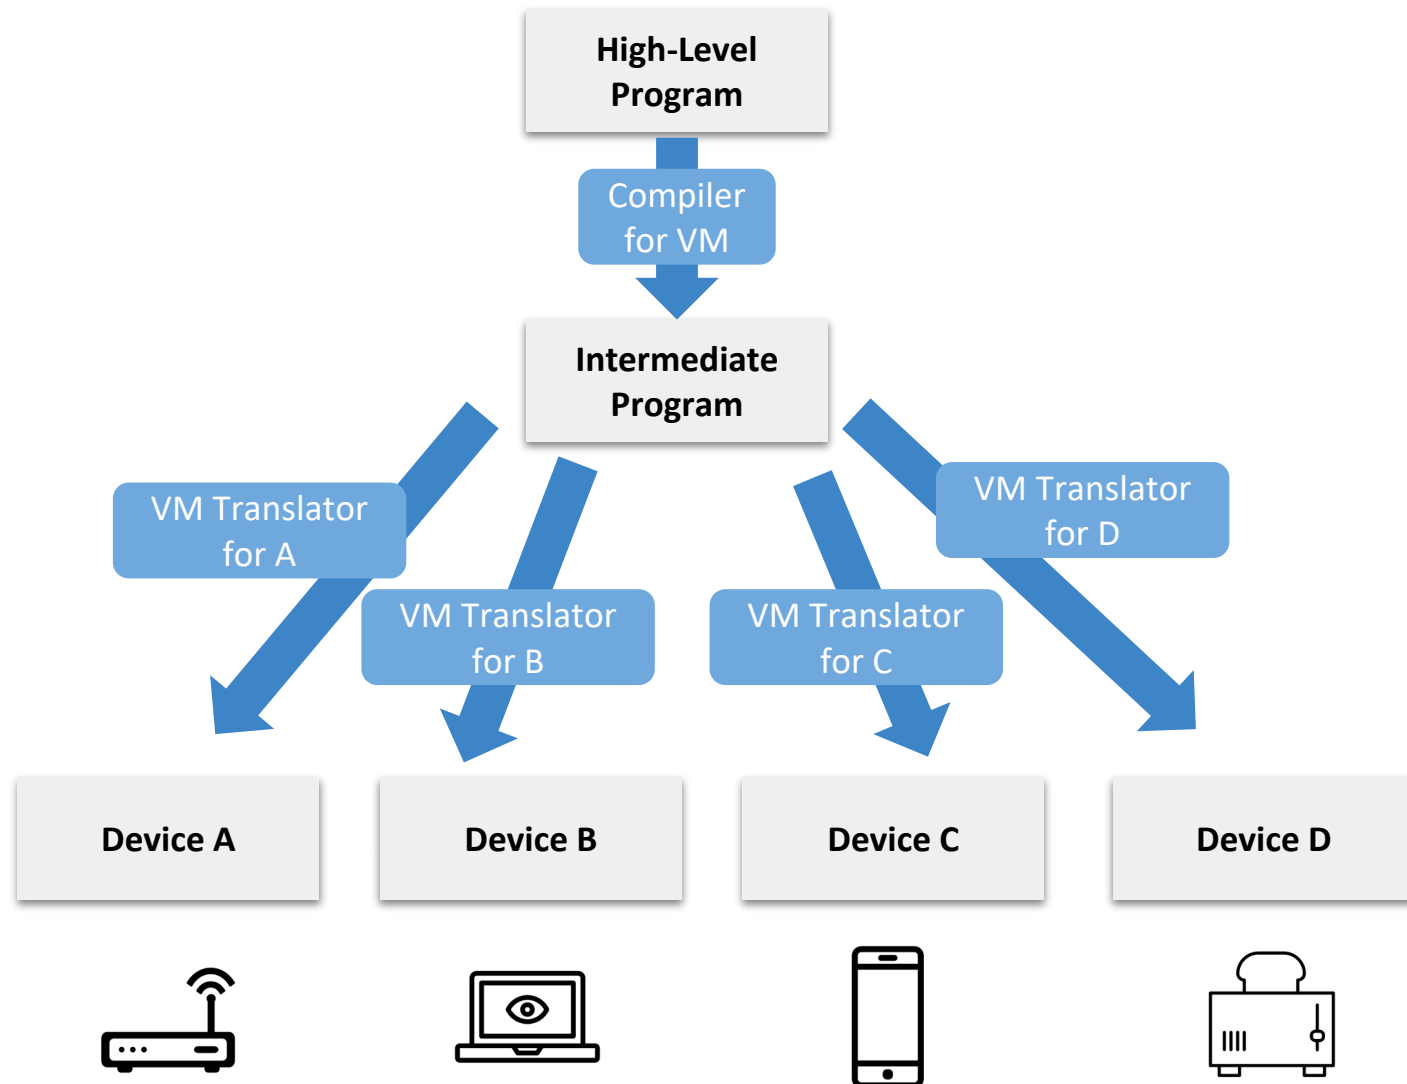 High-Level
Program
Compiler
for VM
Intermediate
Program
VM Translator
for A
VM Translator
for B
VM Translator
for C
VM Translator
for D
Device A
Device B
Device C
Device D